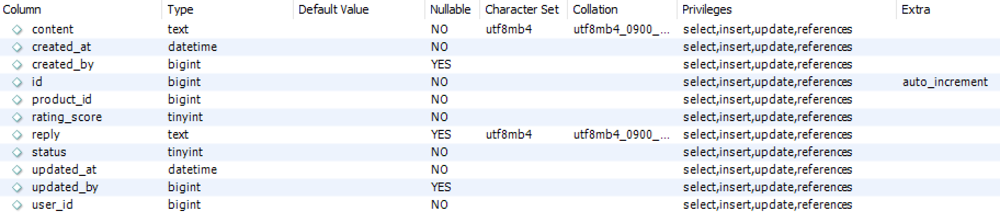 Column Type Default Value Nullable Character Set Collation Privileges Extra
content text NO utf8mb4 utf8mb4_0900_... select,insert,update,references
created_at datetime NO select,insert,update,references
created_by bigint YES select,insert,update,references
id bigint NO select,insert,update,references auto_increment
product_id bigint NO select,insert,update,references
rating_score tinyint NO select,insert,update,references
reply text YES utf8mb4 utf8mb4_0900_... select,insert,update,references
status tinyint NO select,insert,update,references
updated_at datetime NO select,insert,update,references
updated_by bigint YES select,insert,update,references
user_id bigint NO select,insert,update,references